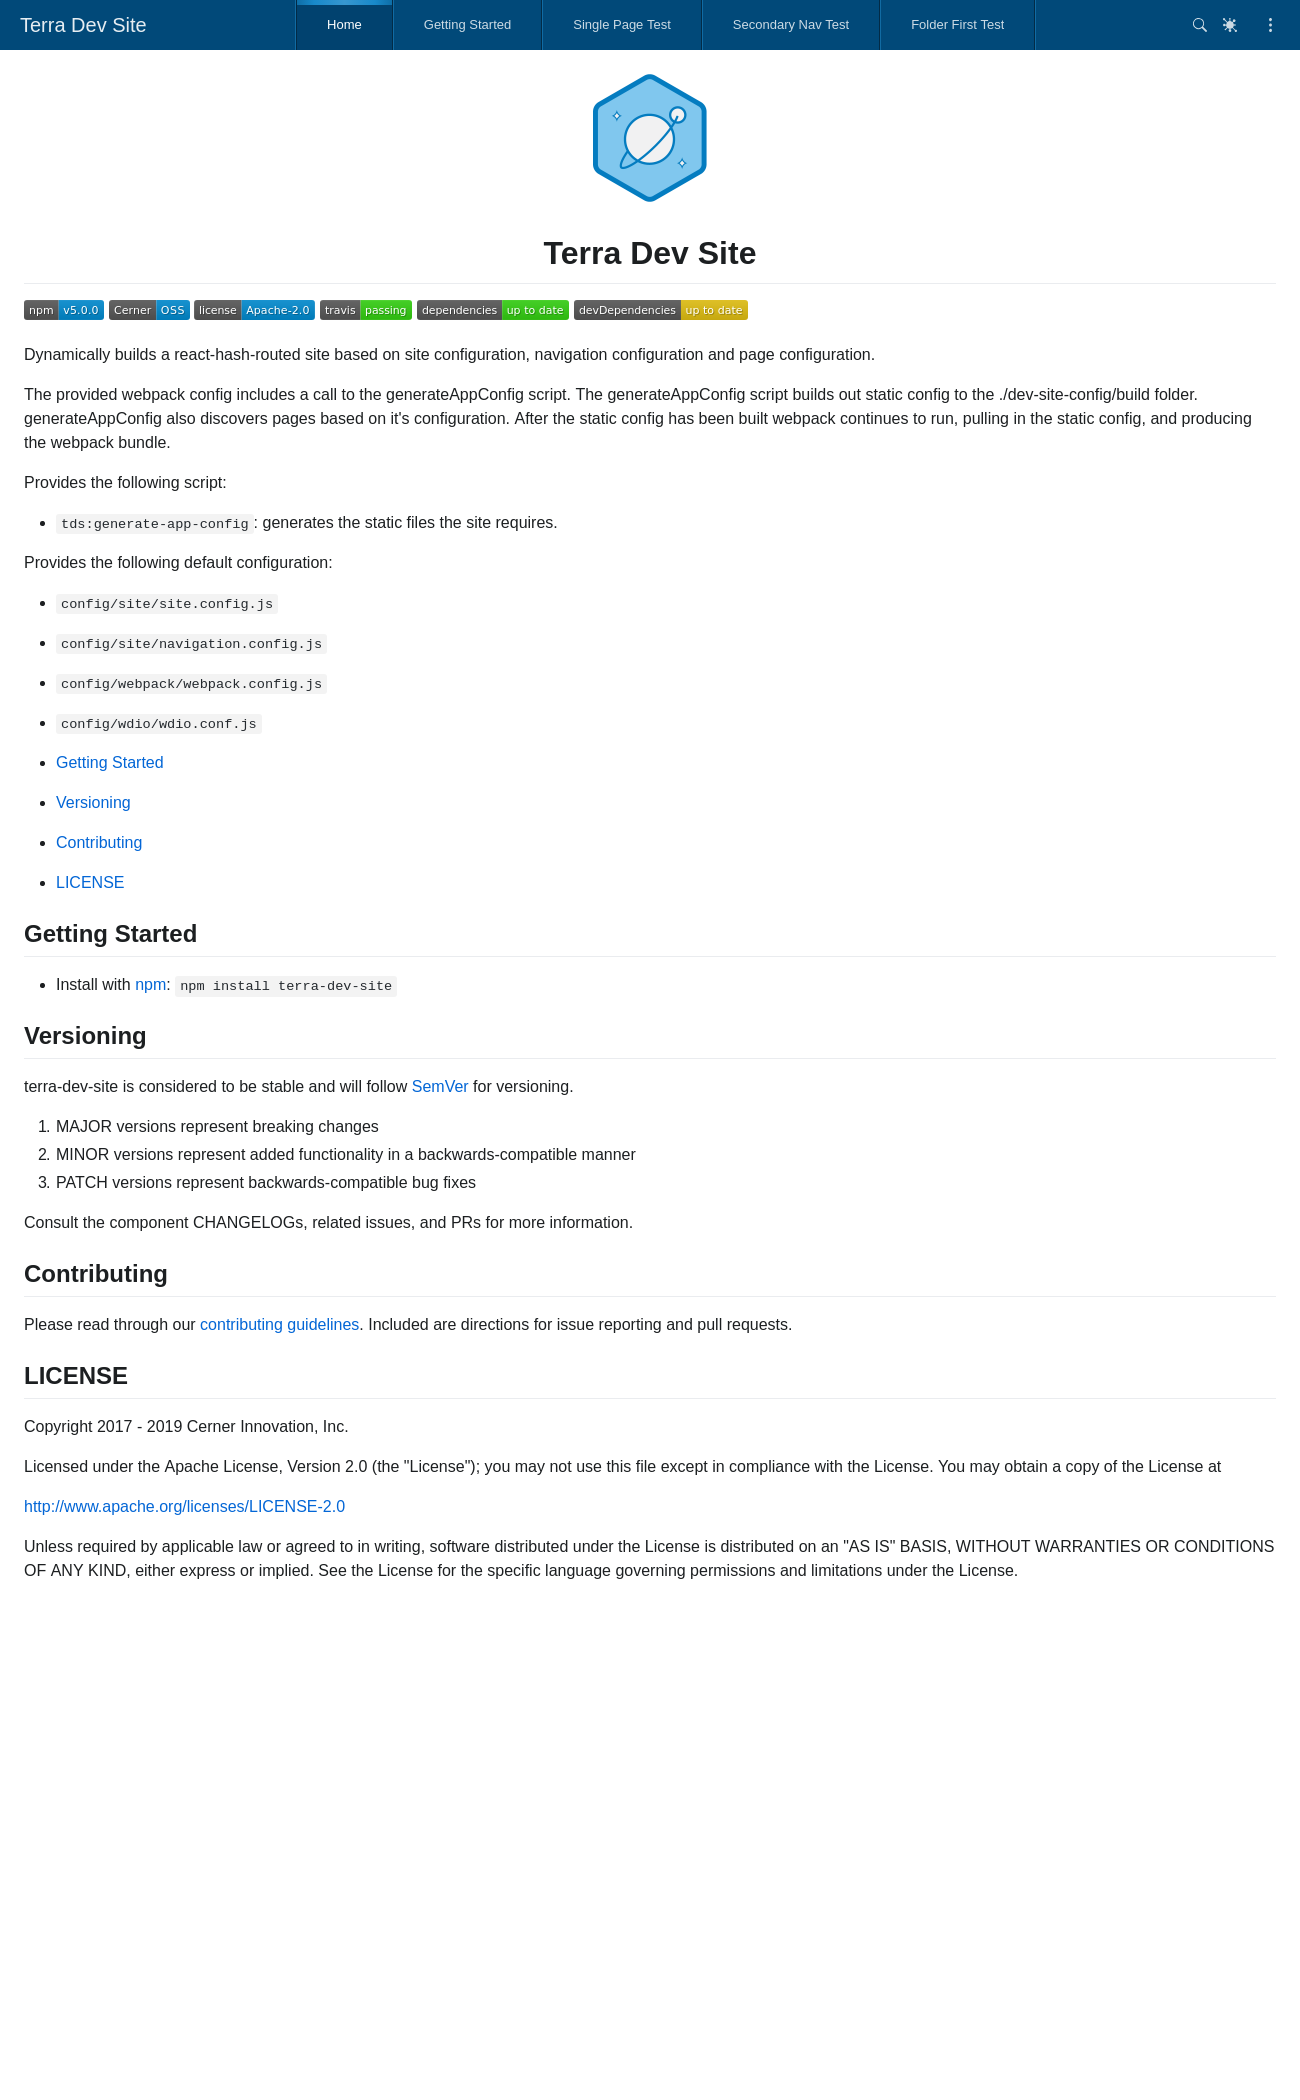 Terra Dev Site
Home
Getting Started
Single Page Test
Secondary Nav Test
Folder First Test
Terra Dev Site
npm v5.0.0 Cerner OSS license Apache-2.0 travis passing dependencies up to date devDependencies up to date
Dynamically builds a react-hash-routed site based on site configuration, navigation configuration and page configuration.
The provided webpack config includes a call to the generateAppConfig script. The generateAppConfig script builds out static config to the ./dev-site-config/build folder.
generateAppConfig also discovers pages based on it's configuration. After the static config has been built webpack continues to run, pulling in the static config, and producing
the webpack bundle.
Provides the following script:
• tds:generate-app-config: generates the static files the site requires.
Provides the following default configuration:
• config/site/site.config.js
• config/site/navigation.config.js
• config/webpack/webpack.config.js
• config/wdio/wdio.conf.js
• Getting Started
• Versioning
• Contributing
• LICENSE
Getting Started
• Install with npm: npm install terra-dev-site
Versioning
terra-dev-site is considered to be stable and will follow SemVer for versioning.
1. MAJOR versions represent breaking changes
2. MINOR versions represent added functionality in a backwards-compatible manner
3. PATCH versions represent backwards-compatible bug fixes
Consult the component CHANGELOGs, related issues, and PRs for more information.
Contributing
Please read through our contributing guidelines. Included are directions for issue reporting and pull requests.
LICENSE
Copyright 2017 - 2019 Cerner Innovation, Inc.
Licensed under the Apache License, Version 2.0 (the "License"); you may not use this file except in compliance with the License. You may obtain a copy of the License at
http://www.apache.org/licenses/LICENSE-2.0
Unless required by applicable law or agreed to in writing, software distributed under the License is distributed on an "AS IS" BASIS, WITHOUT WARRANTIES OR CONDITIONS
OF ANY KIND, either express or implied. See the License for the specific language governing permissions and limitations under the License.